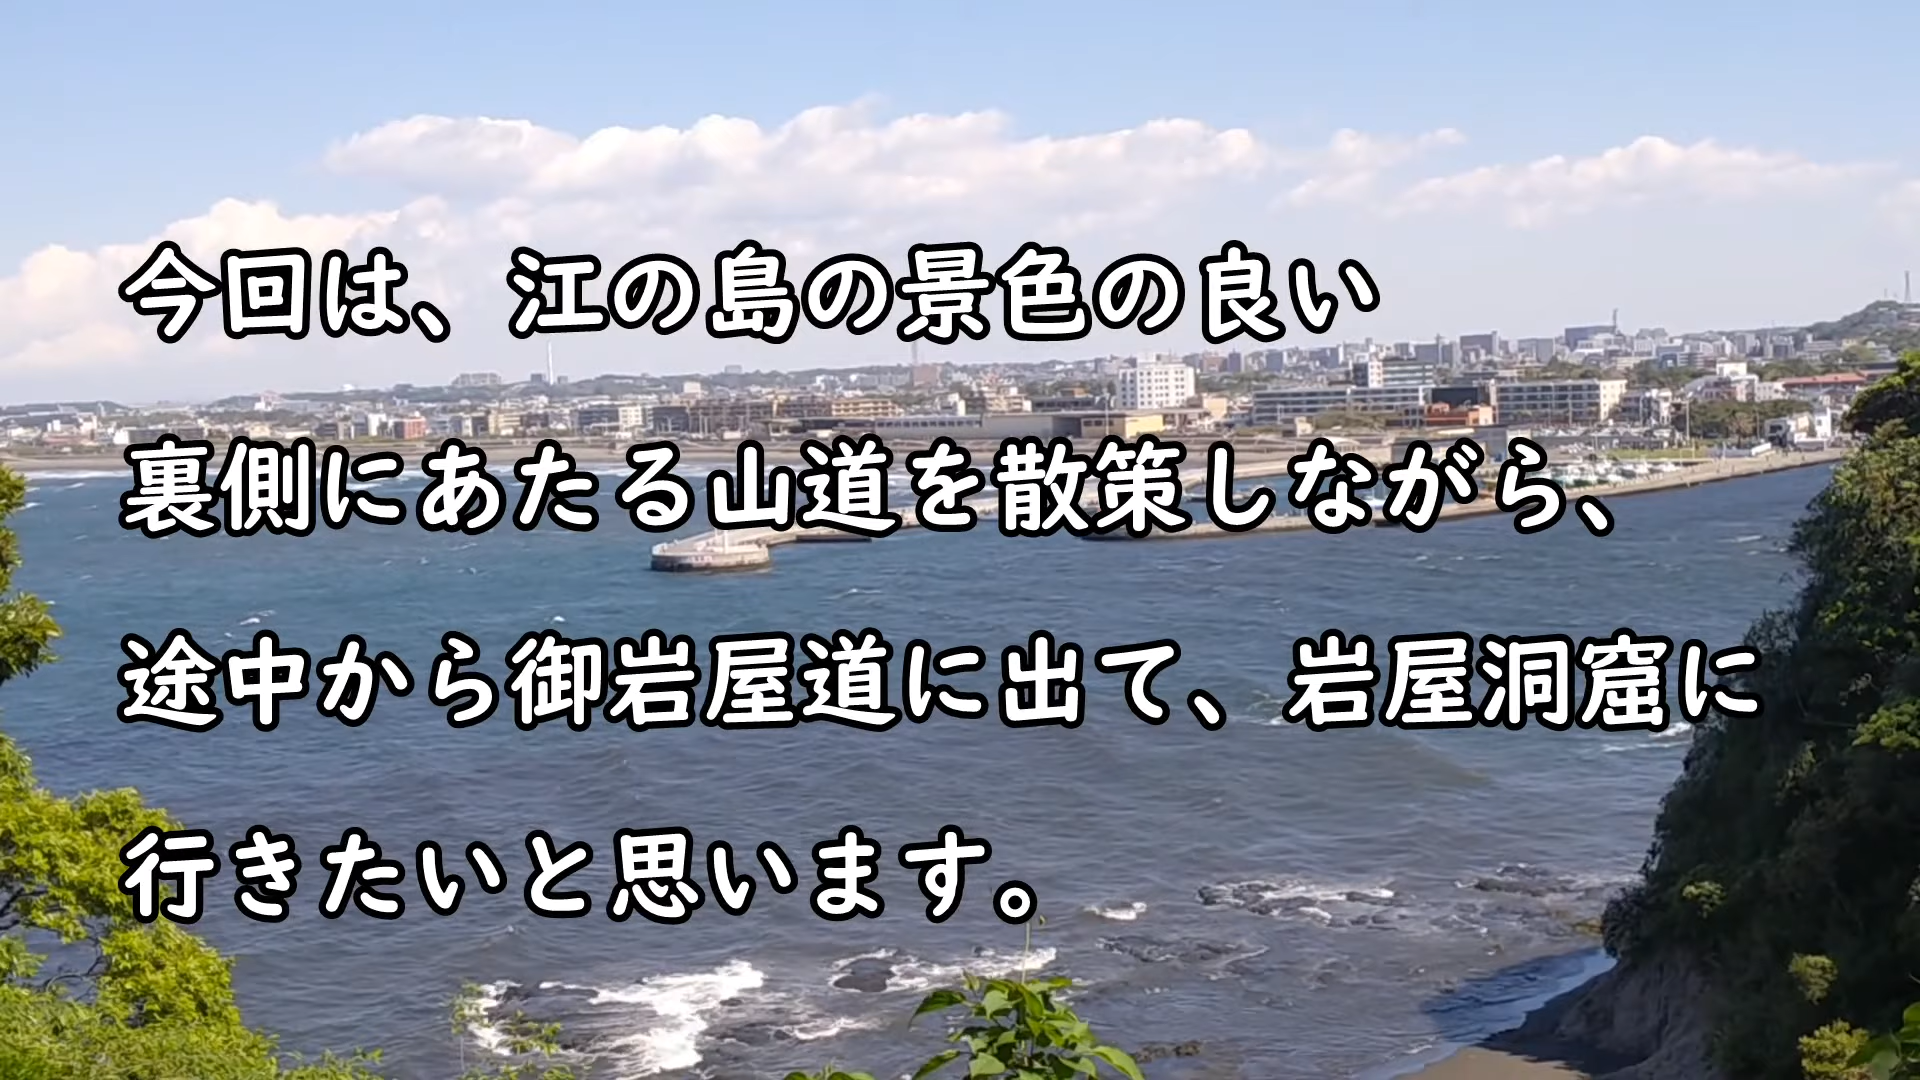 今回は、江の島の景色の良い
裏側にあたる山道を散策しながら、
途中から御岩屋道に出て、岩屋洞窟に
行きたいと思います。